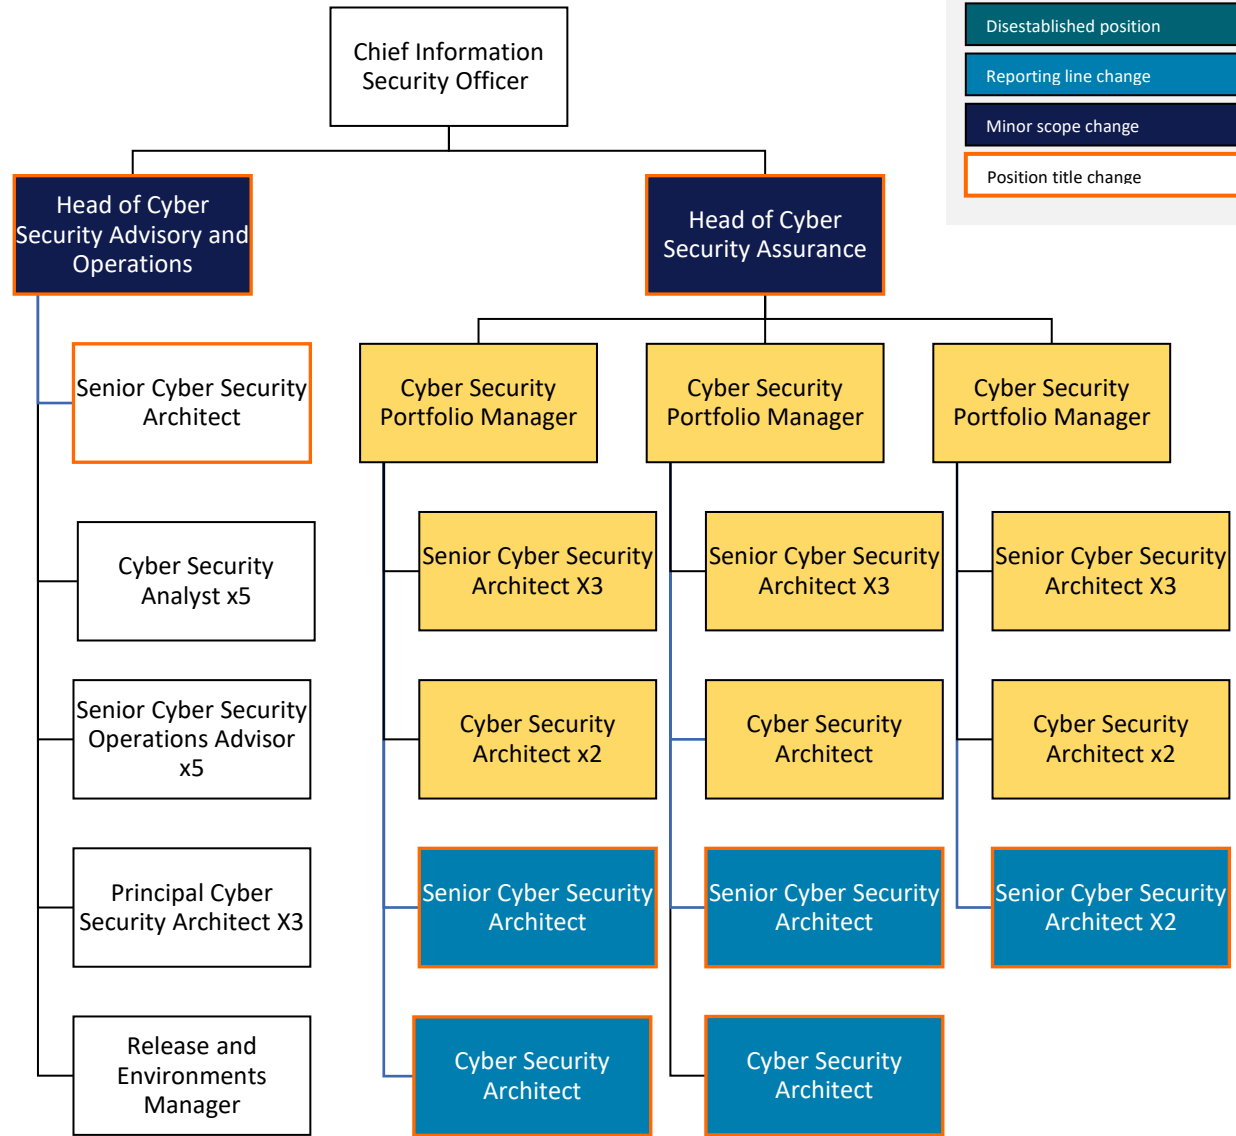 Chief Information
Security Officer
Disestablished position
Reporting line change
Minor scope change
Position title change
Head of Cyber
Security Advisory and
Operations
Head of Cyber
Security Assurance
Senior Cyber Security
Architect
Cyber Security
Analyst x5
Senior Cyber Security
Operations Advisor
x5
Principal Cyber
Security Architect X3
Release and
Environments
Manager
Cyber Security
Portfolio Manager
Senior Cyber Security
Architect X3
Cyber Security
Architect x2
Senior Cyber Security
Architect
Cyber Security
Architect
Cyber Security
Portfolio Manager
Senior Cyber Security
Architect X3
Cyber Security
Architect
Senior Cyber Security
Architect
Cyber Security
Architect
Cyber Security
Portfolio Manager
Senior Cyber Security
Architect X3
Cyber Security
Architect x2
Senior Cyber Security
Architect X2